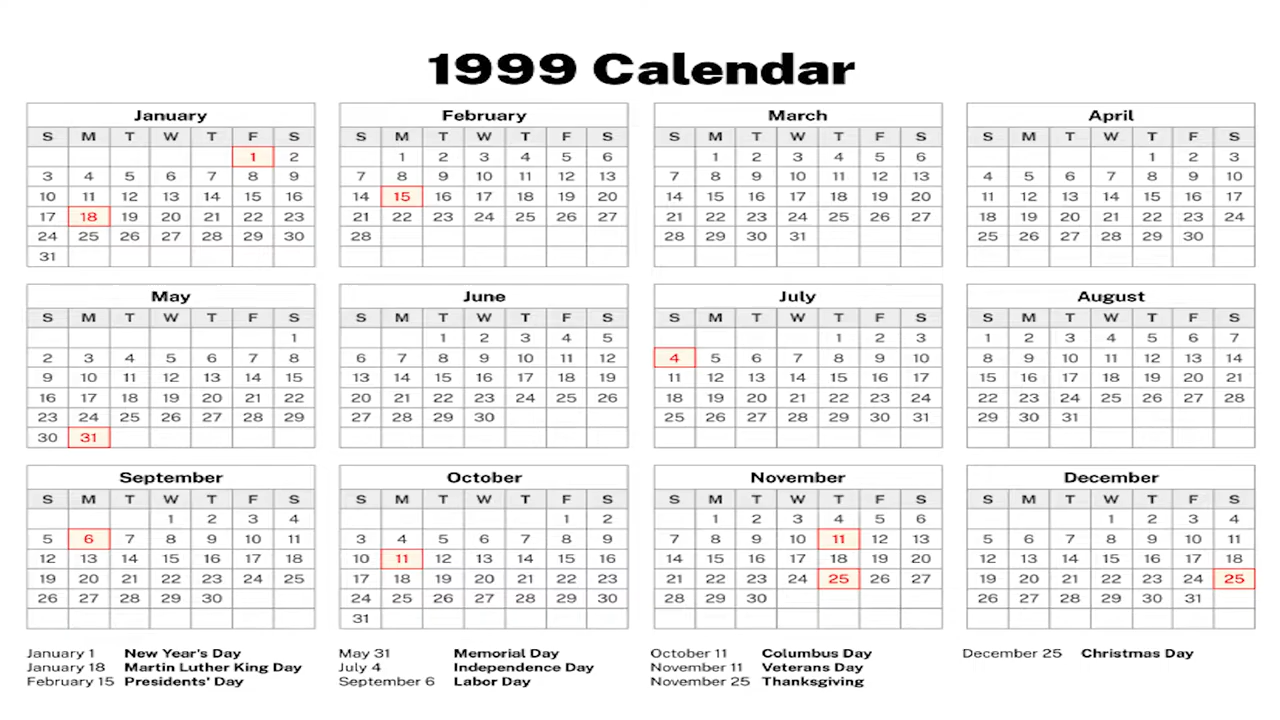 1999 Calendar
January
S M T W T F S
1 2
3 4 5 6 7 8 9
10 11 12 13 14 15 16
17 18 19 20 21 22 23
24 25 26 27 28 29 30
31
February
S M T W T F S
1 2 3 4 5 6
7 8 9 10 11 12 13
14 15 16 17 18 19 20
21 22 23 24 25 26 27
28
March
S M T W T F S
1 2 3 4 5 6
7 8 9 10 11 12 13
14 15 16 17 18 19 20
21 22 23 24 25 26 27
28 29 30 31
April
S M T W T F S
1 2 3
4 5 6 7 8 9 10
11 12 13 14 15 16 17
18 19 20 21 22 23 24
25 26 27 28 29 30
May
S M T W T F S
1
2 3 4 5 6 7 8
9 10 11 12 13 14 15
16 17 18 19 20 21 22
23 24 25 26 27 28 29
30 31
June
S M T W T F S
1 2 3 4 5
6 7 8 9 10 11 12
13 14 15 16 17 18 19
20 21 22 23 24 25 26
27 28 29 30
July
S M T W T F S
1 2 3
4 5 6 7 8 9 10
11 12 13 14 15 16 17
18 19 20 21 22 23 24
25 26 27 28 29 30 31
August
S M T W T F S
1 2 3 4 5 6 7
8 9 10 11 12 13 14
15 16 17 18 19 20 21
22 23 24 25 26 27 28
29 30 31
September
S M T W T F S
1 2 3 4
5 6 7 8 9 10 11
12 13 14 15 16 17 18
19 20 21 22 23 24 25
26 27 28 29 30
October
S M T W T F S
1 2
3 4 5 6 7 8 9
10 11 12 13 14 15 16
17 18 19 20 21 22 23
24 25 26 27 28 29 30
31
November
S M T W T F S
1 2 3 4 5 6
7 8 9 10 11 12 13
14 15 16 17 18 19 20
21 22 23 24 25 26 27
28 29 30
December
S M T W T F S
1 2 3 4
5 6 7 8 9 10 11
12 13 14 15 16 17 18
19 20 21 22 23 24 25
26 27 28 29 30 31
January 1 New Year's Day
January 18 Martin Luther King Day
February 15 Presidents' Day
May 31 Memorial Day
July 4 Independence Day
September 6 Labor Day
October 11 Columbus Day
November 11 Veterans Day
November 25 Thanksgiving
December 25 Christmas Day